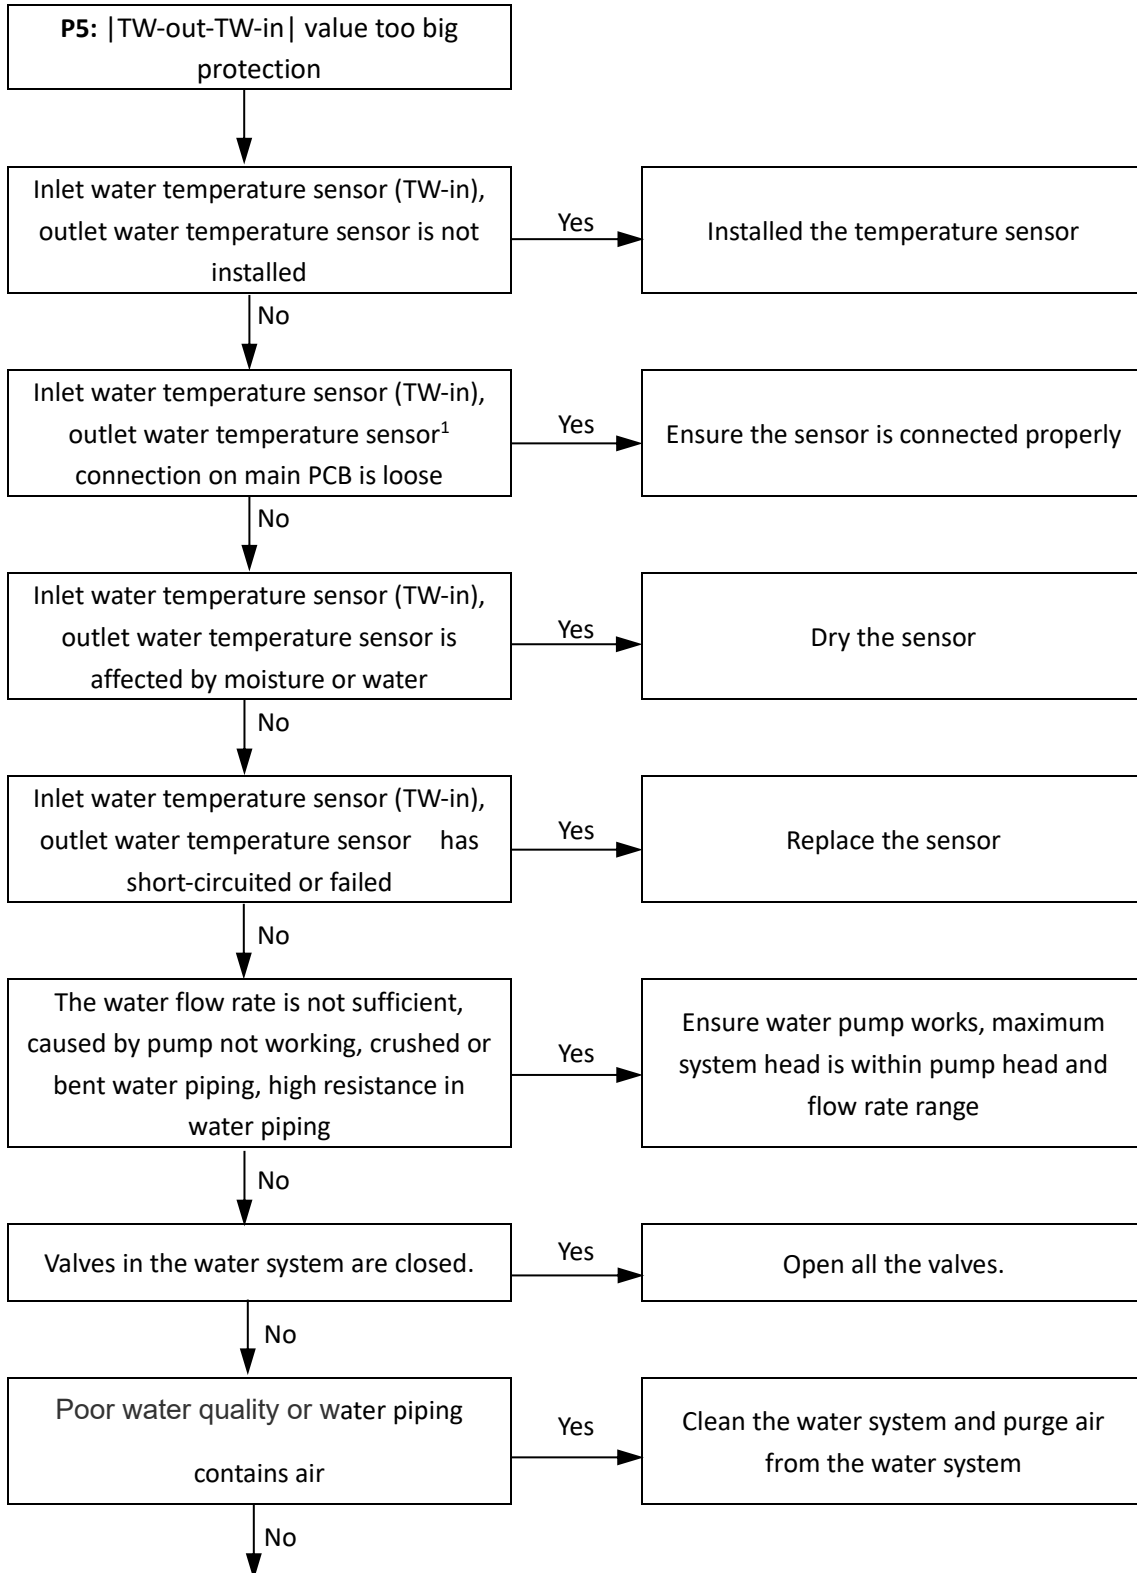 P5: |TW-out-TW-in| value too big
protection
Inlet water temperature sensor (TW-in),
outlet water temperature sensor is not
installed
Yes
Installed the temperature sensor
No
Inlet water temperature sensor (TW-in),
outlet water temperature sensor1
connection on main PCB is loose
Yes
Ensure the sensor is connected properly
No
Inlet water temperature sensor (TW-in),
outlet water temperature sensor is
affected by moisture or water
Yes
Dry the sensor
No
Inlet water temperature sensor (TW-in),
outlet water temperature sensor has
short-circuited or failed
Yes
Replace the sensor
No
The water flow rate is not sufficient,
caused by pump not working, crushed or
bent water piping, high resistance in
water piping
Yes
Ensure water pump works, maximum
system head is within pump head and
flow rate range
No
Valves in the water system are closed.
Yes
Open all the valves.
No
Poor water quality or water piping
contains air
Yes
Clean the water system and purge air
from the water system
No